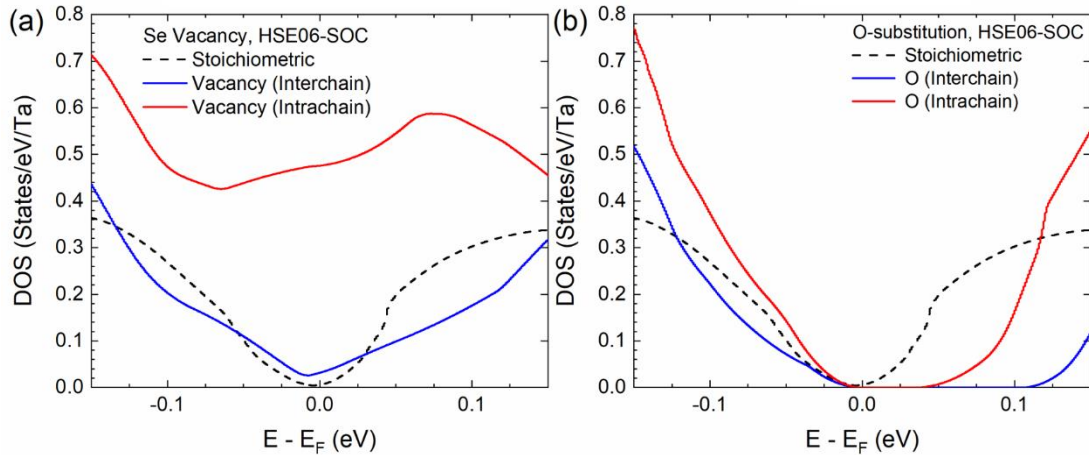 (a)
Se Vacancy, HSE06-SOC
Stoichiometric
Vacancy (Interchain)
Vacancy (Intrachain)
DOS (States/eV/Ta)
0.8
0.7
0.6
0.5
0.4
0.3
0.2
0.1
0.0
-0.1
0.0
0.1
E - E_F (eV)
(b)
O-substitution, HSE06-SOC
Stoichiometric
O (Interchain)
O (Intrachain)
DOS (States/eV/Ta)
0.8
0.7
0.6
0.5
0.4
0.3
0.2
0.1
0.0
-0.1
0.0
0.1
E - E_F (eV)